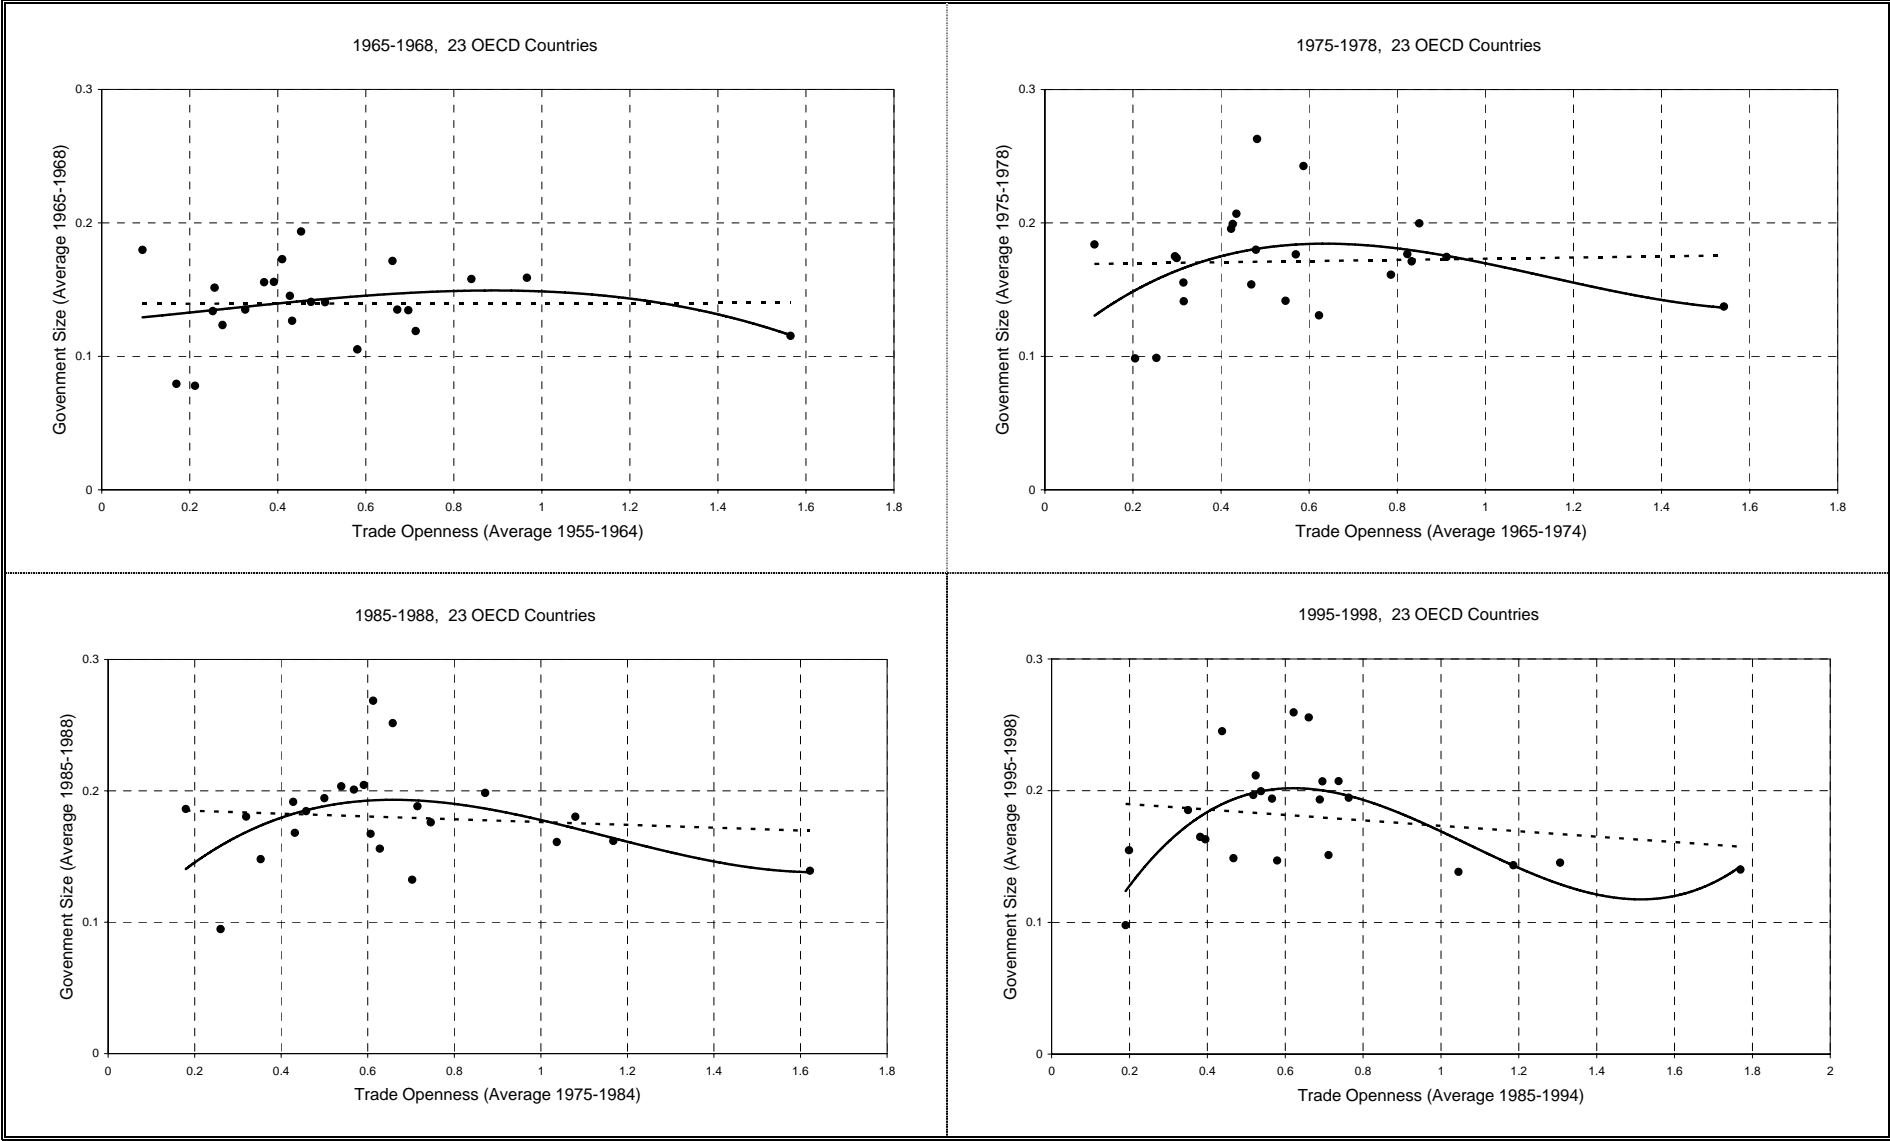 1965-1968, 23 OECD Countries
Govenment Size (Average 1965-1968)
0.3
0.2
0.1
0
0 0.2 0.4 0.6 0.8 1 1.2 1.4 1.6 1.8
Trade Openness (Average 1955-1964)
1975-1978, 23 OECD Countries
Govenment Size (Average 1975-1978)
0.3
0.2
0.1
0
0 0.2 0.4 0.6 0.8 1 1.2 1.4 1.6 1.8
Trade Openness (Average 1965-1974)
1985-1988, 23 OECD Countries
Govenment Size (Average 1985-1988)
0.3
0.2
0.1
0
0 0.2 0.4 0.6 0.8 1 1.2 1.4 1.6 1.8
Trade Openness (Average 1975-1984)
1995-1998, 23 OECD Countries
Govenment Size (Average 1995-1998)
0.3
0.2
0.1
0
0 0.2 0.4 0.6 0.8 1 1.2 1.4 1.6 1.8 2
Trade Openness (Average 1985-1994)